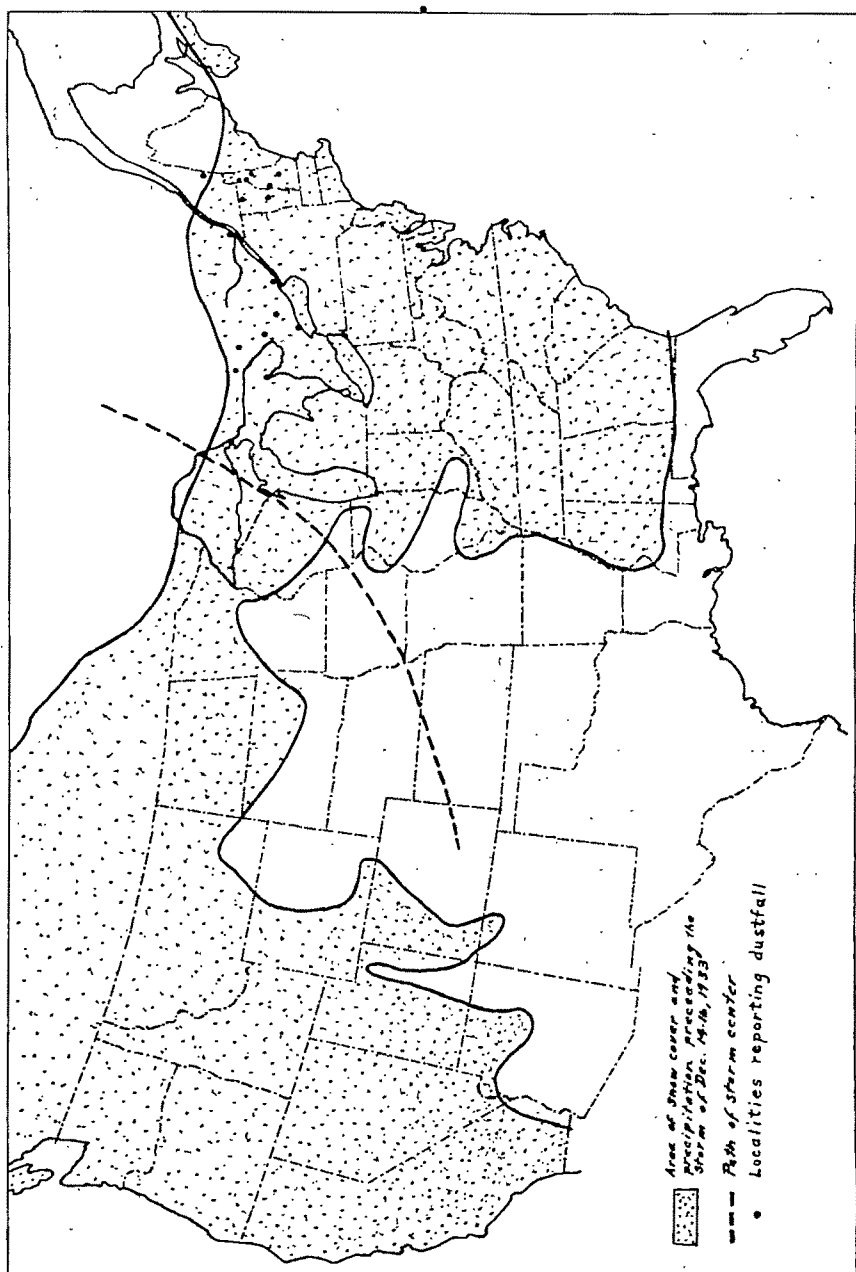 Area of snow cover and
precipitation preceeding the
storm of Dec. 14-16, 1933
Path of storm center
Localities reporting dustfall